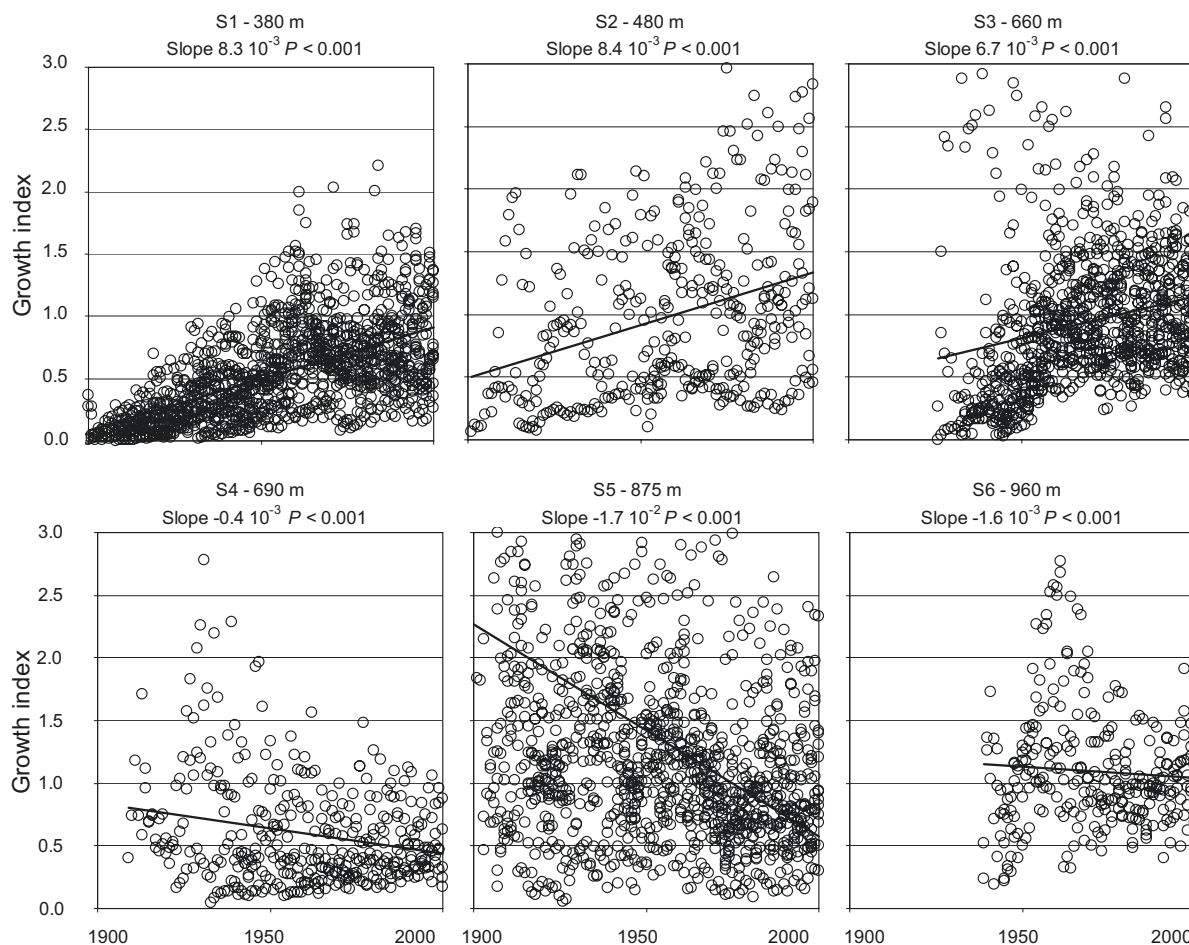 S1 - 380 m
Slope 8.3 10⁻³ P < 0.001
S2 - 480 m
Slope 8.4 10⁻³ P < 0.001
S3 - 660 m
Slope 6.7 10⁻³ P < 0.001
3.0
2.5
2.0
1.5
1.0
0.5
0.0
Growth index
S4 - 690 m
Slope -0.4 10⁻³ P < 0.001
S5 - 875 m
Slope -1.7 10⁻² P < 0.001
S6 - 960 m
Slope -1.6 10⁻³ P < 0.001
3.0
2.5
2.0
1.5
1.0
0.5
0.0
Growth index
1900 1950 2000
1900 1950 2000
1900 1950 2000